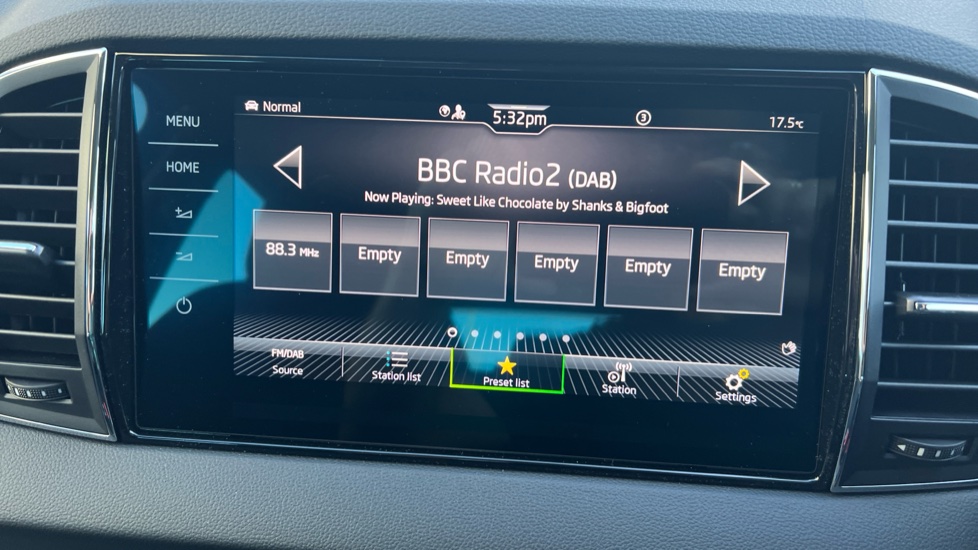 Normal
5:32pm
3
17.5°C
MENU
HOME
BBC Radio2 (DAB)
Now Playing: Sweet Like Chocolate by Shanks & Bigfoot
88.3 MHz
Empty
Empty
Empty
Empty
Empty
FM/DAB
Source
Station list
Preset list
Station
Settings